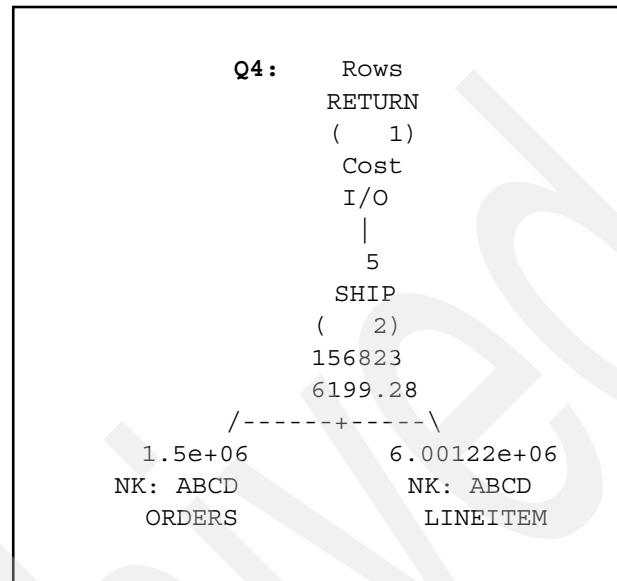 Q4: Rows
RETURN
( 1)
Cost
I/O
|
5
SHIP
( 2)
156823
6199.28
/------+-----\
1.5e+06 6.00122e+06
NK: ABCD NK: ABCD
ORDERS LINEITEM